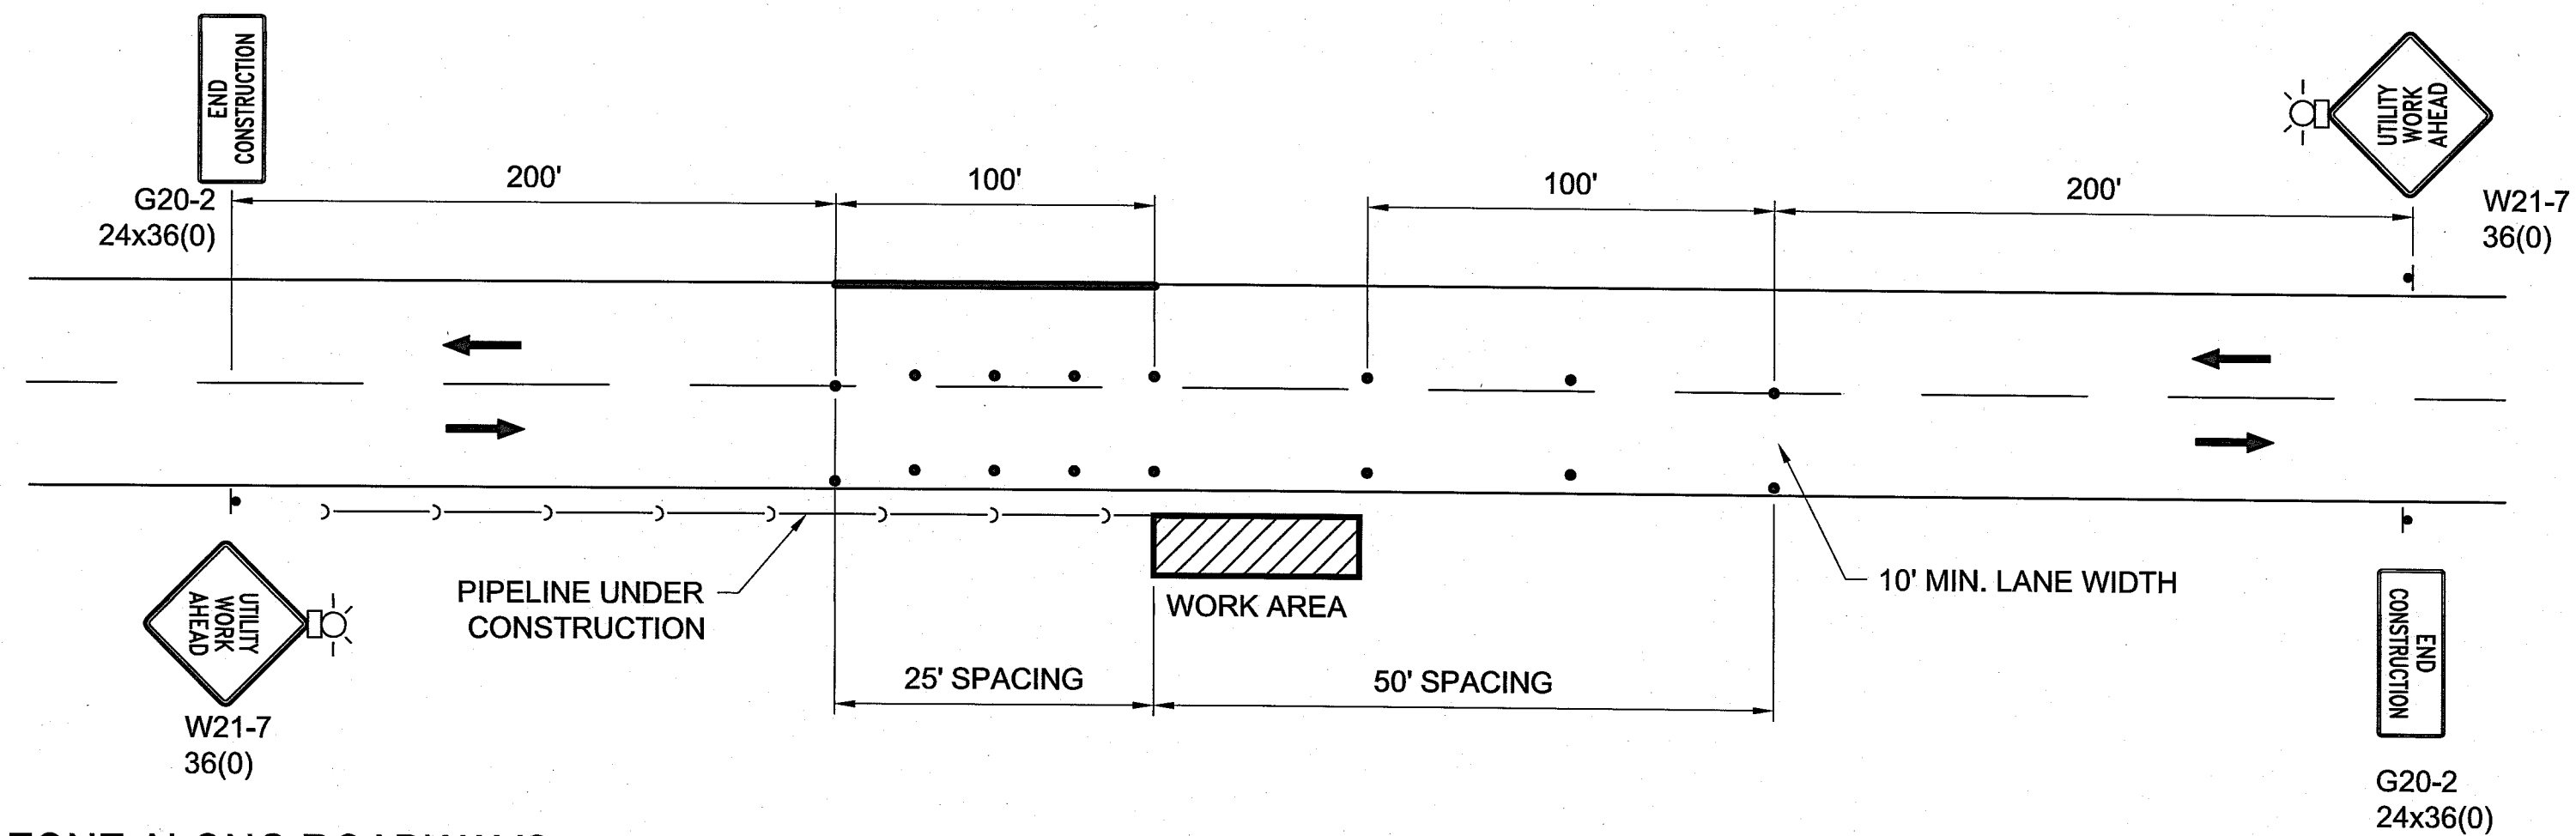 END
CONSTRUCTION
G20-2
24x36(0)
200'
100'
100'
200'
UTILITY
WORK
AHEAD
W21-7
36(0)
PIPELINE UNDER
CONSTRUCTION
WORK AREA
10' MIN. LANE WIDTH
UTILITY
WORK
AHEAD
W21-7
36(0)
25' SPACING
50' SPACING
END
CONSTRUCTION
G20-2
24x36(0)